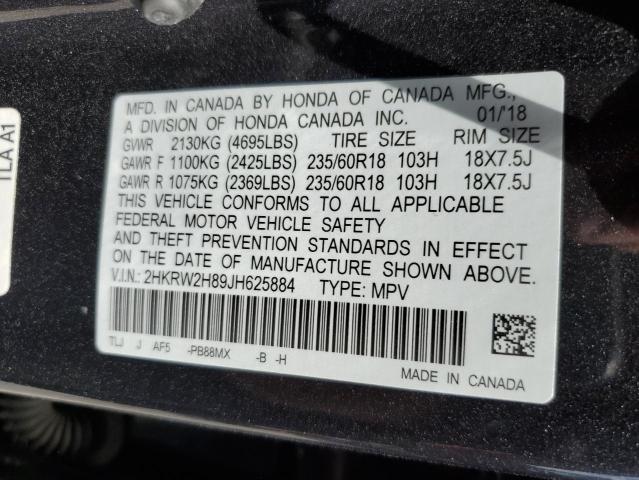 MFD. IN CANADA BY HONDA OF CANADA MFG.,
A DIVISION OF HONDA CANADA INC. 01/'18
GVWR 2130KG (4695LBS) TIRE SIZE RIM SIZE
GAWR F 1100KG (2425LBS) 235/60R18 103H 18X7.5J
GAWR R 1075KG (2369LBS) 235/60R18 103H 18X7.5J
THIS VEHICLE CONFORMS TO ALL APPLICABLE
FEDERAL MOTOR VEHICLE SAFETY
AND THEFT PREVENTION STANDARDS IN EFFECT
ON THE DATE OF MANUFACTURE SHOWN ABOVE.
V.I.N.: 2HKRW2H89JH625884 TYPE: MPV
TLJ J AF5 -PB88MX -B -H
MADE IN CANADA
1LA A1